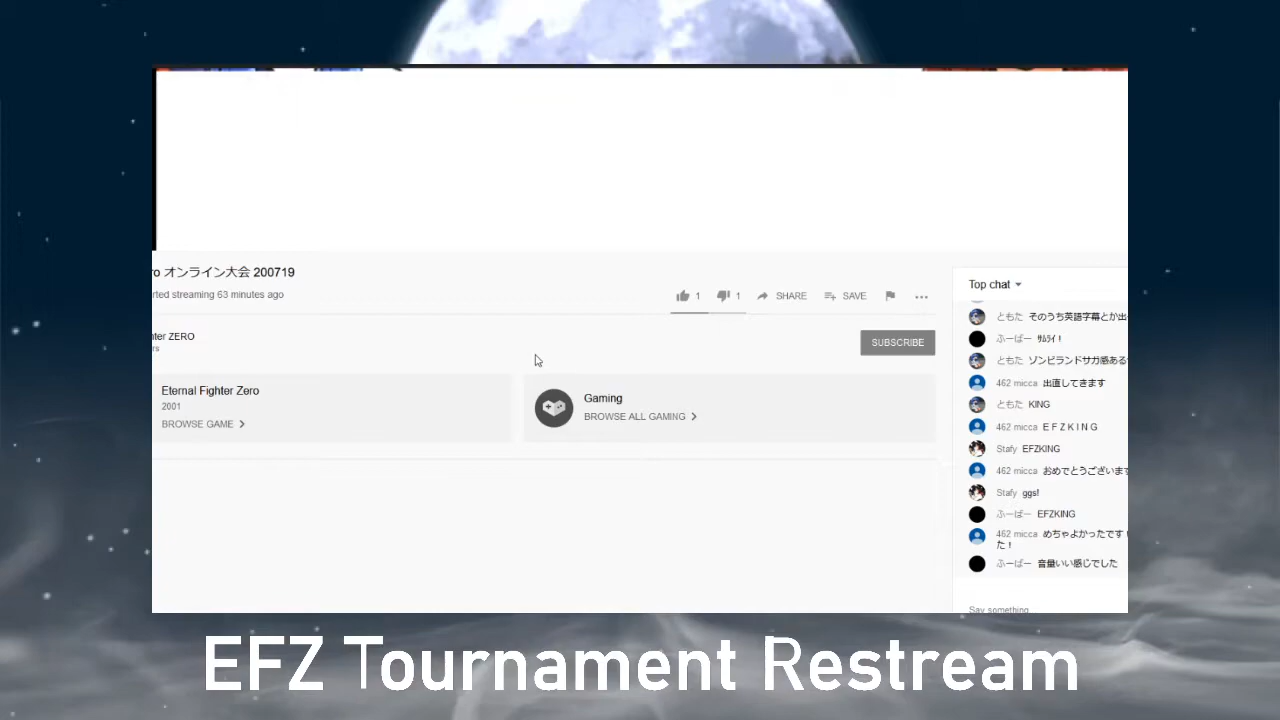 ro オンライン大会 200719
rted streaming 63 minutes ago
1
1
SHARE
SAVE
ter ZERO
rs
SUBSCRIBE
Eternal Fighter Zero
2001
BROWSE GAME
Gaming
BROWSE ALL GAMING
Top chat
ともた そのうち英語字幕とか出
ふーばー ｻﾑﾗｲ！
ともた ゾンビランドサガ感ある
462 micca 出直してきます
ともた KING
462 micca ＥＦＺＫＩＮＧ
Stafy EFZKING
462 micca おめでとうございます
Stafy ggs!
ふーばー EFZKING
462 micca めちゃよかったです！
た！
ふーばー 音量いい感じでした
Say something
EFZ Tournament Restream